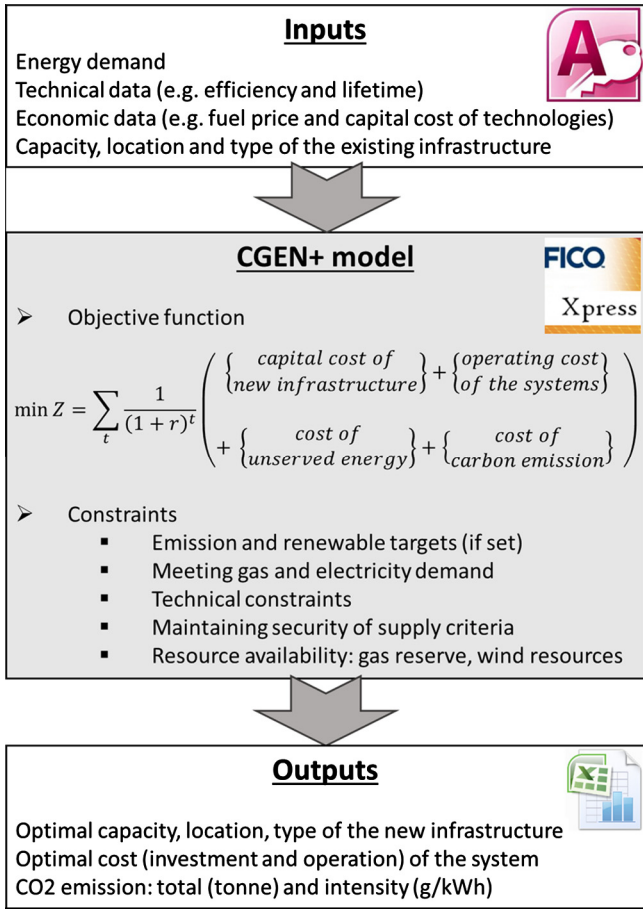 Inputs
A
Energy demand
Technical data (e.g. efficiency and lifetime)
Economic data (e.g. fuel price and capital cost of technologies)
Capacity, location and type of the existing infrastructure
CGEN+ model
FICO
Xpress
➢ Objective function
min Z = ∑_t 1/(1 + r)^t ( {capital cost of new infrastructure} + {operating cost of the systems}
+ {cost of unserved energy} + {cost of carbon emission} )
➢ Constraints
▪ Emission and renewable targets (if set)
▪ Meeting gas and electricity demand
▪ Technical constraints
▪ Maintaining security of supply criteria
▪ Resource availability: gas reserve, wind resources
Outputs
X
Optimal capacity, location, type of the new infrastructure
Optimal cost (investment and operation) of the system
CO2 emission: total (tonne) and intensity (g/kWh)